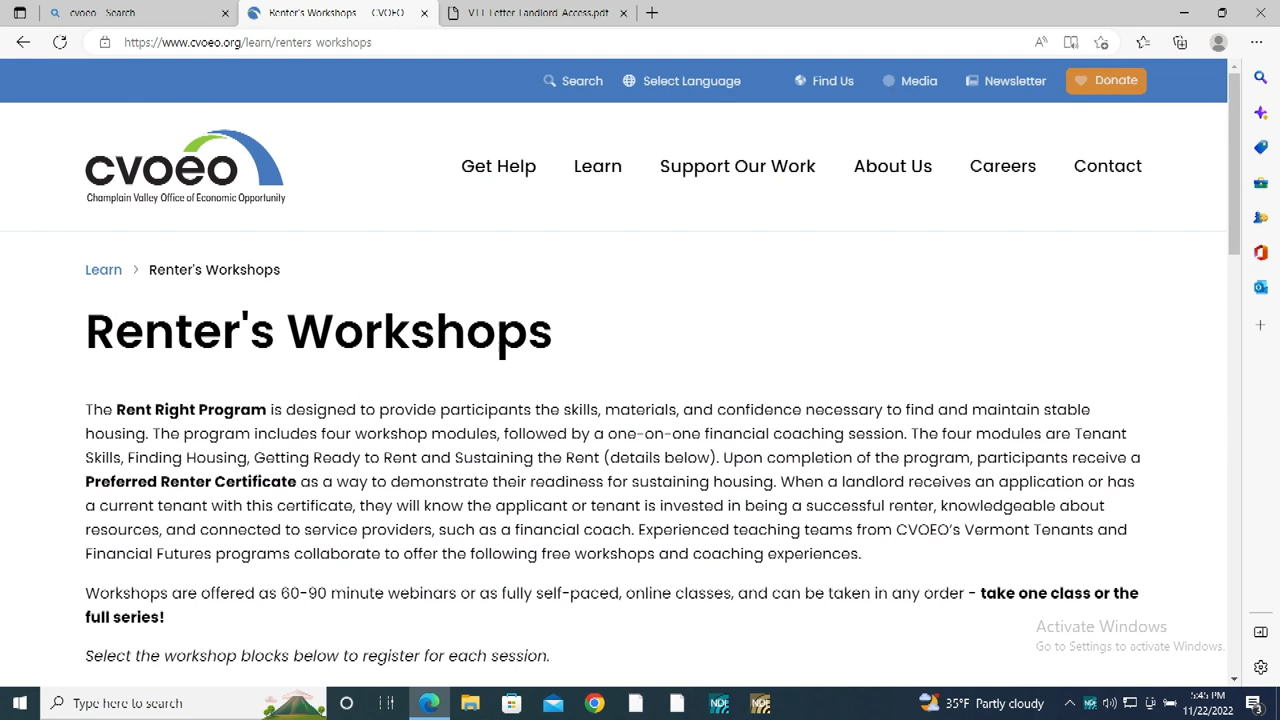 cvoeo - Search
Renter's Workshops - CVOEO
VTT Letter Landlord Access.pdf
https://www.cvoeo.org/learn/renters workshops
Search Select Language Find Us Media Newsletter Donate
cvoeo
Champlain Valley Office of Economic Opportunity
Get Help Learn Support Our Work About Us Careers Contact
Learn > Renter's Workshops
Renter's Workshops
The Rent Right Program is designed to provide participants the skills, materials, and confidence necessary to find and maintain stable
housing. The program includes four workshop modules, followed by a one-on-one financial coaching session. The four modules are Tenant
Skills, Finding Housing, Getting Ready to Rent and Sustaining the Rent (details below). Upon completion of the program, participants receive a
Preferred Renter Certificate as a way to demonstrate their readiness for sustaining housing. When a landlord receives an application or has
a current tenant with this certificate, they will know the applicant or tenant is invested in being a successful renter, knowledgeable about
resources, and connected to service providers, such as a financial coach. Experienced teaching teams from CVOEO's Vermont Tenants and
Financial Futures programs collaborate to offer the following free workshops and coaching experiences.
Workshops are offered as 60-90 minute webinars or as fully self-paced, online classes, and can be taken in any order - take one class or the
full series!
Select the workshop blocks below to register for each session.
Activate Windows
Go to Settings to activate Windows.
Type here to search
NDF
NDF
35°F Partly cloudy
5:45 PM
11/22/2022